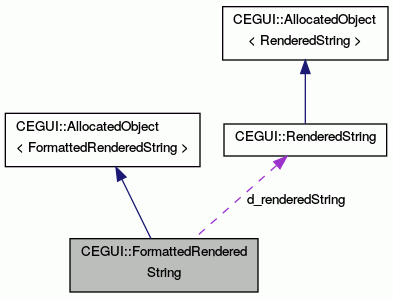 CEGUI::AllocatedObject
< RenderedString >
CEGUI::AllocatedObject
< FormattedRenderedString >
CEGUI::RenderedString
d_renderedString
CEGUI::FormattedRendered
String